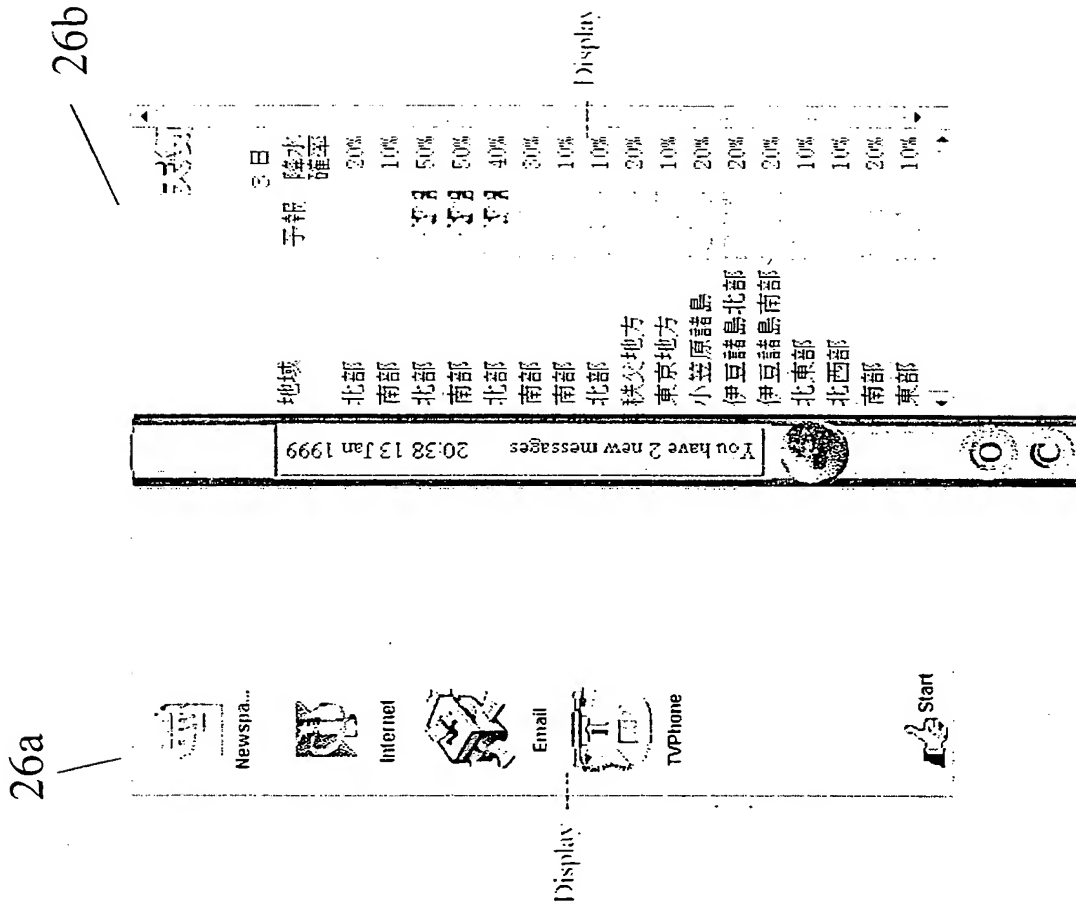 26a
Newspa...
Internet
Email
TVPhone
Start
Display
You have 2 new messages 20:38 13 Jan 1999
O
C
26b
3日
地域 予報 降水確率
北部 20%
南部 10%
北部 50%
南部 50%
北部 40%
南部 30%
南部 10%
北部 10%
秩父地方 20%
東京地方 10%
小笠原諸島 20%
伊豆諸島北部 20%
伊豆諸島南部 20%
北東部 10%
北西部 10%
南部 20%
東部 10%
Display